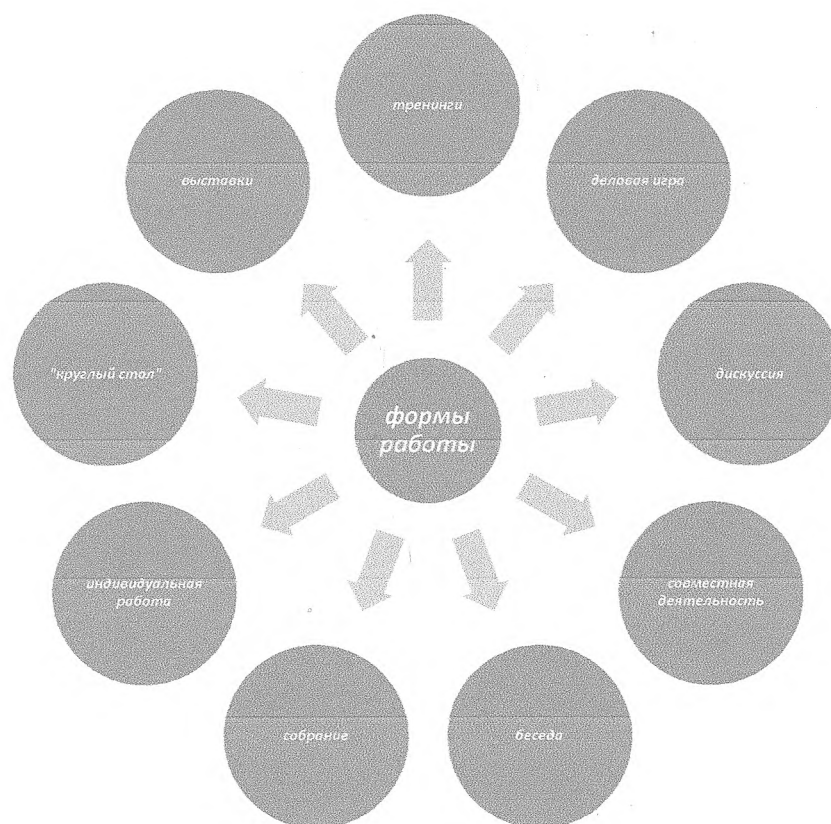 тренинги
выставки
деловая игра
"круглый стол"
дискуссия
формы
работы
индивидуальная
работа
совместная
деятельность
собрание
беседа